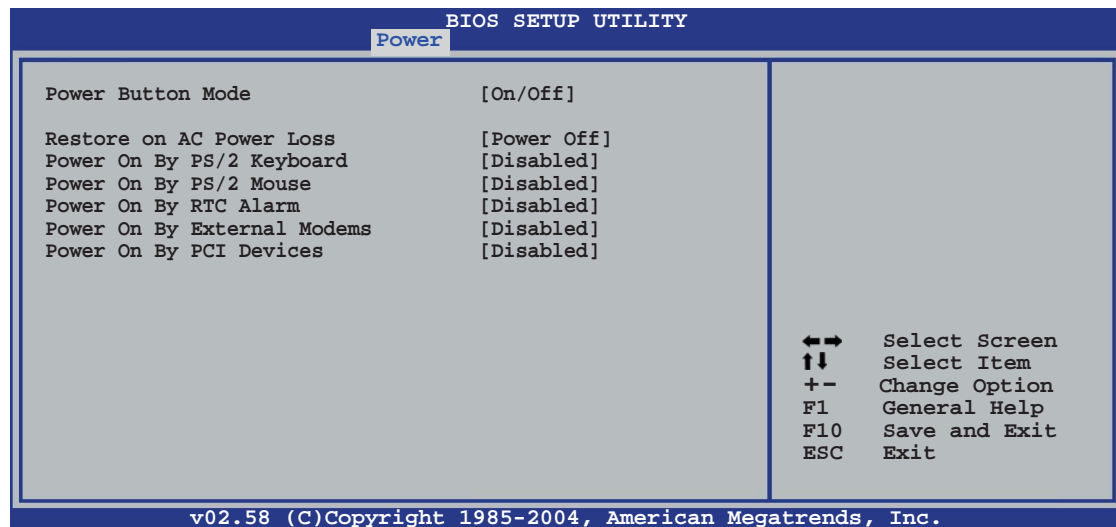 BIOS SETUP UTILITY
Power
Power Button Mode [On/Off]
Restore on AC Power Loss [Power Off]
Power On By PS/2 Keyboard [Disabled]
Power On By PS/2 Mouse [Disabled]
Power On By RTC Alarm [Disabled]
Power On By External Modems [Disabled]
Power On By PCI Devices [Disabled]
←→ Select Screen
↑↓ Select Item
+- Change Option
F1 General Help
F10 Save and Exit
ESC Exit
v02.58 (C)Copyright 1985-2004, American Megatrends, Inc.